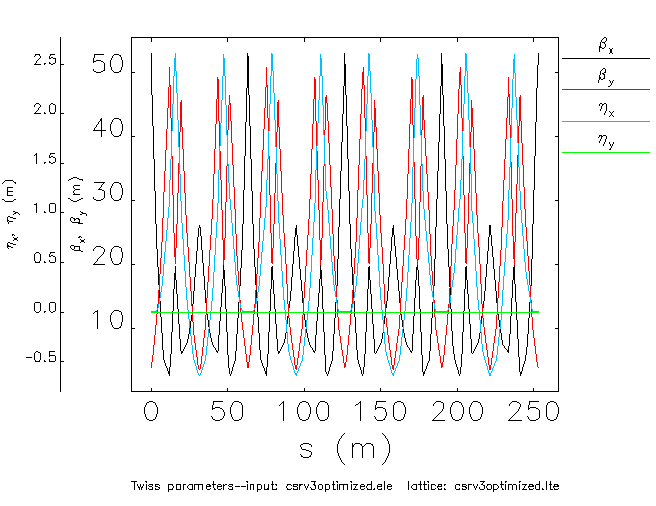 βx
βy
ηx
ηy
2.5
2.0
1.5
1.0
0.5
0.0
−0.5
ηx, ηy (m)
50
40
30
20
10
βx, βy (m)
0 50 100 150 200 250
s (m)
Twiss parameters--input: csrv3optimized.ele lattice: csrv3optimized.lte